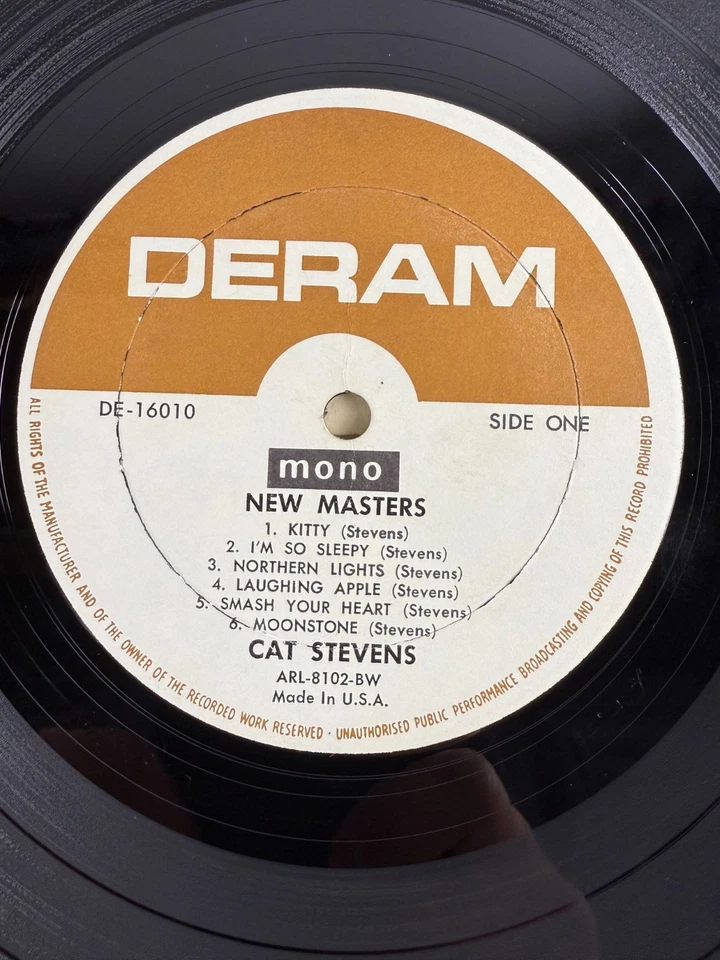 DERAM
DE-16010
SIDE ONE
mono
NEW MASTERS
1. KITTY (Stevens)
2. I'M SO SLEEPY (Stevens)
3. NORTHERN LIGHTS (Stevens)
4. LAUGHING APPLE (Stevens)
5. SMASH YOUR HEART (Stevens)
6. MOONSTONE (Stevens)
CAT STEVENS
ARL-8102-BW
Made In U.S.A.
ALL RIGHTS OF THE MANUFACTURER AND OF THE OWNER OF THE RECORDED WORK RESERVED · UNAUTHORISED PUBLIC PERFORMANCE BROADCASTING AND COPYING OF THIS RECORD PROHIBITED